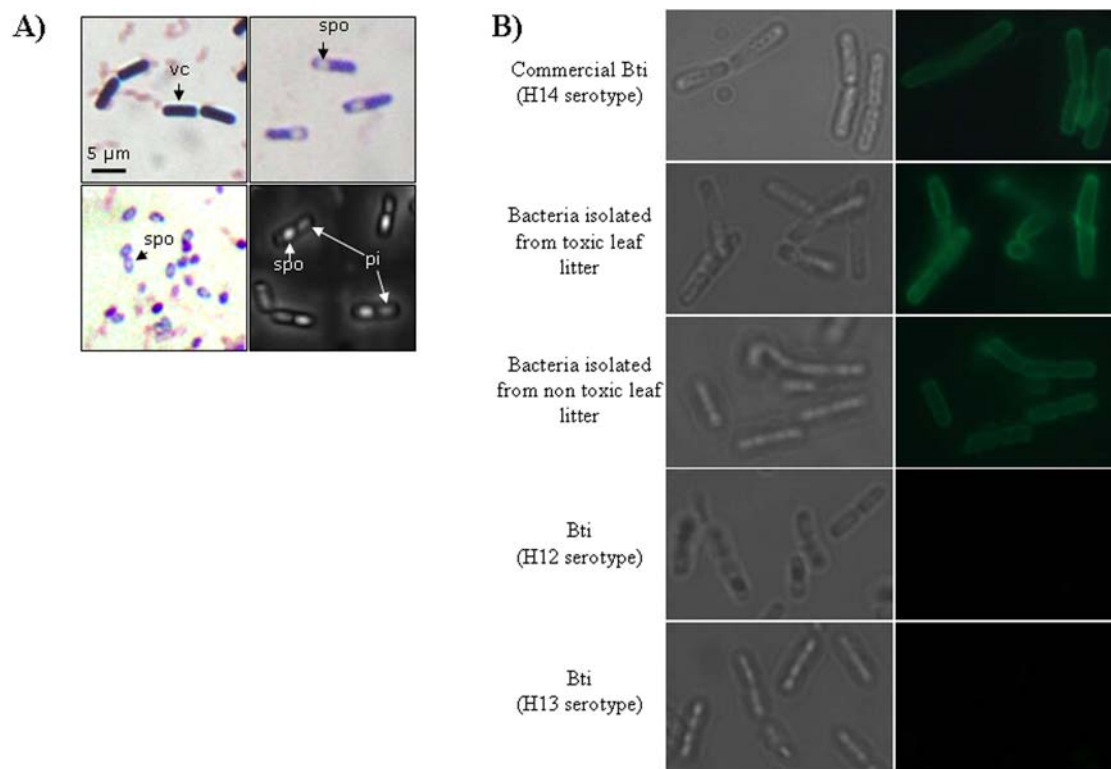 A)
vc
spo
5 µm
spo
spo
pi
B)
Commercial Bti
(H14 serotype)
Bacteria isolated
from toxic leaf
litter
Bacteria isolated
from non toxic leaf
litter
Bti
(H12 serotype)
Bti
(H13 serotype)